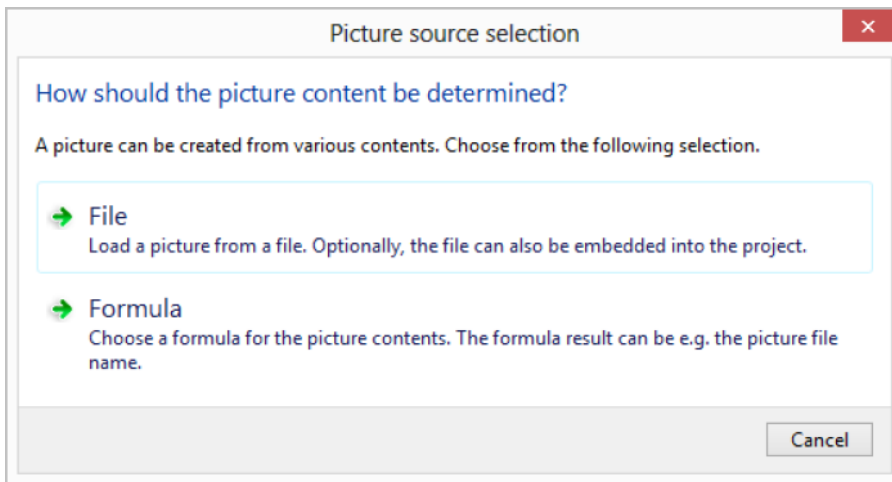 Picture source selection
How should the picture content be determined?
A picture can be created from various contents. Choose from the following selection.
File
Load a picture from a file. Optionally, the file can also be embedded into the project.
Formula
Choose a formula for the picture contents. The formula result can be e.g. the picture file
name.
Cancel